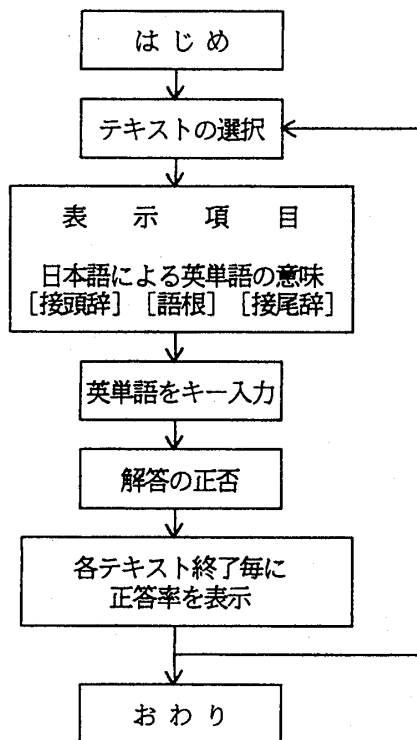 はじめ
テキストの選択
表示項目
日本語による英単語の意味
[接頭辞] [語根] [接尾辞]
英単語をキー入力
解答の正否
各テキスト終了毎に
正答率を表示
おわり